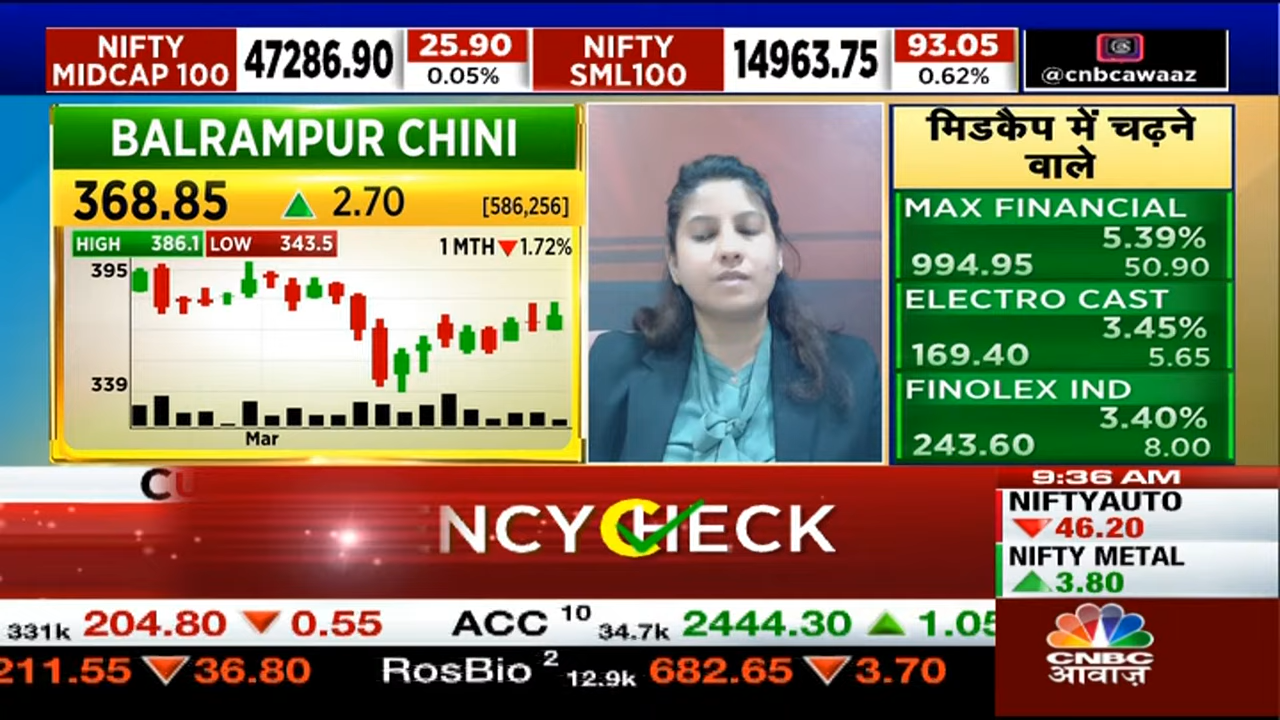 NIFTY
MIDCAP 100
47286.90
25.90
0.05%
NIFTY
SML100
14963.75
93.05
0.62%
@cnbcawaaz
BALRAMPUR CHINI
368.85 ▲ 2.70 [586,256]
HIGH 386.1 LOW 343.5 1 MTH ▼ 1.72%
395
339
Mar
मिडकैप में चढ़ने
वाले
MAX FINANCIAL
5.39%
994.95 50.90
ELECTRO CAST
3.45%
169.40 5.65
FINOLEX IND
3.40%
243.60 8.00
CU
NCY CHECK
9:36 AM
NIFTYAUTO
▼ 46.20
NIFTY METAL
▲ 3.80
331k 204.80 ▼ 0.55 ACC 10 34.7k 2444.30 ▲ 1.05
211.55 ▼ 36.80 RosBio 2 12.9k 682.65 ▼ 3.70
CNBC
आवाज़